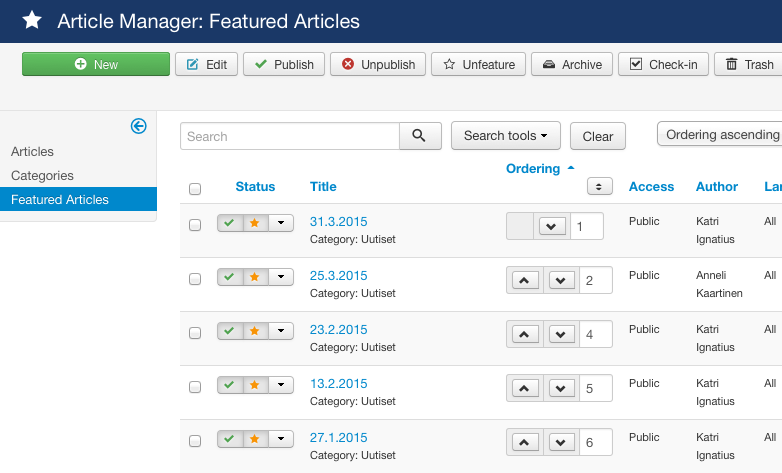 Article Manager: Featured Articles
New Edit Publish Unpublish Unfeature Archive Check-in Trash
Search Search tools Clear Ordering ascending
Articles
Categories
Featured Articles
Ordering
Status Title Access Author
31.3.2015 1 Public Katri All
Category: Uutiset Ignatius
25.3.2015 2 Public Anneli All
Category: Uutiset Kaartinen
23.2.2015 4 Public Katri All
Category: Uutiset Ignatius
13.2.2015 5 Public Katri All
Category: Uutiset Ignatius
27.1.2015 6 Public Katri All
Category: Uutiset Ignatius